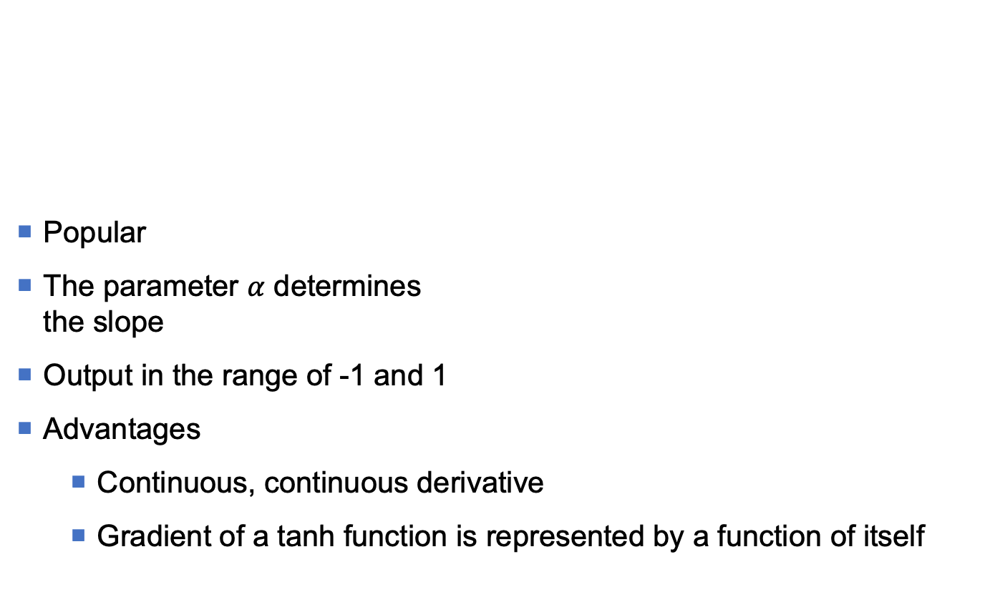 Popular
The parameter 𝛼 determines
the slope
Output in the range of -1 and 1
Advantages
Continuous, continuous derivative
Gradient of a tanh function is represented by a function of itself